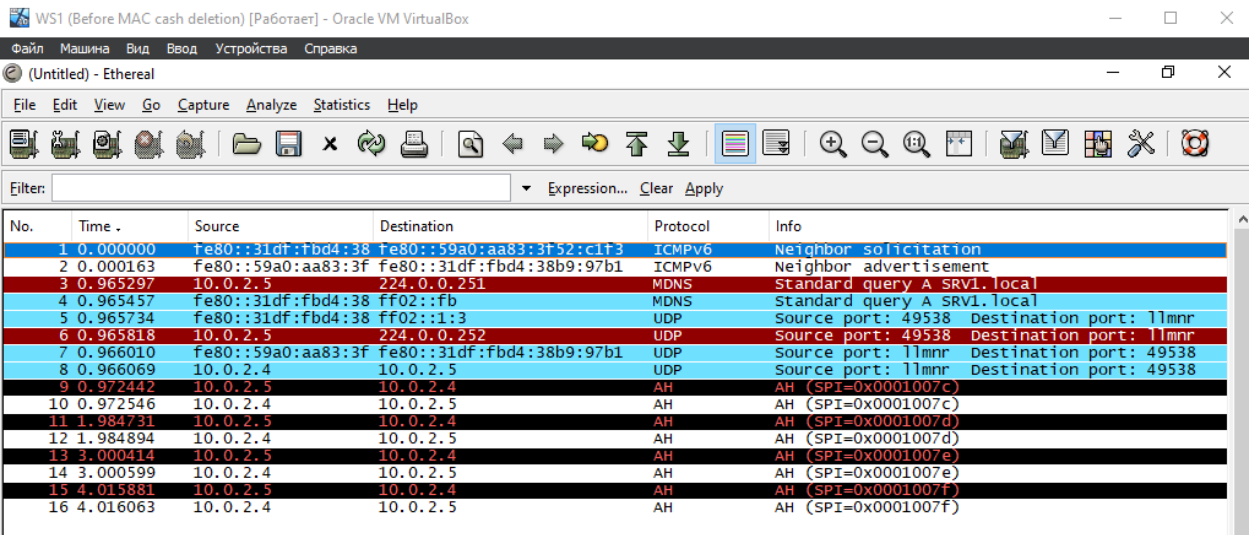 WS1 (Before MAC cash deletion) [Работает] - Oracle VM VirtualBox
Файл Машина Вид Ввод Устройства Справка
(Untitled) - Ethereal
File Edit View Go Capture Analyze Statistics Help
Filter: Expression... Clear Apply
No. Time Source Destination Protocol Info
1 0.000000 fe80::31df:fbd4:38 fe80::59a0:aa83:3f52:c1f3 ICMPv6 Neighbor solicitation
2 0.000163 fe80::59a0:aa83:3f fe80::31df:fbd4:38b9:97b1 ICMPv6 Neighbor advertisement
3 0.965297 10.0.2.5 224.0.0.251 MDNS Standard query A SRV1.local
4 0.965457 fe80::31df:fbd4:38 ff02::fb MDNS Standard query A SRV1.local
5 0.965734 fe80::31df:fbd4:38 ff02::1:3 UDP Source port: 49538 Destination port: llmnr
6 0.965818 10.0.2.5 224.0.0.252 UDP Source port: 49538 Destination port: llmnr
7 0.966010 fe80::59a0:aa83:3f fe80::31df:fbd4:38b9:97b1 UDP Source port: llmnr Destination port: 49538
8 0.966069 10.0.2.4 10.0.2.5 UDP Source port: llmnr Destination port: 49538
9 0.972442 10.0.2.5 10.0.2.4 AH AH (SPI=0x0001007c)
10 0.972546 10.0.2.4 10.0.2.5 AH AH (SPI=0x0001007c)
11 1.984731 10.0.2.5 10.0.2.4 AH AH (SPI=0x0001007d)
12 1.984894 10.0.2.4 10.0.2.5 AH AH (SPI=0x0001007d)
13 3.000414 10.0.2.5 10.0.2.4 AH AH (SPI=0x0001007e)
14 3.000599 10.0.2.4 10.0.2.5 AH AH (SPI=0x0001007e)
15 4.015881 10.0.2.5 10.0.2.4 AH AH (SPI=0x0001007f)
16 4.016063 10.0.2.4 10.0.2.5 AH AH (SPI=0x0001007f)